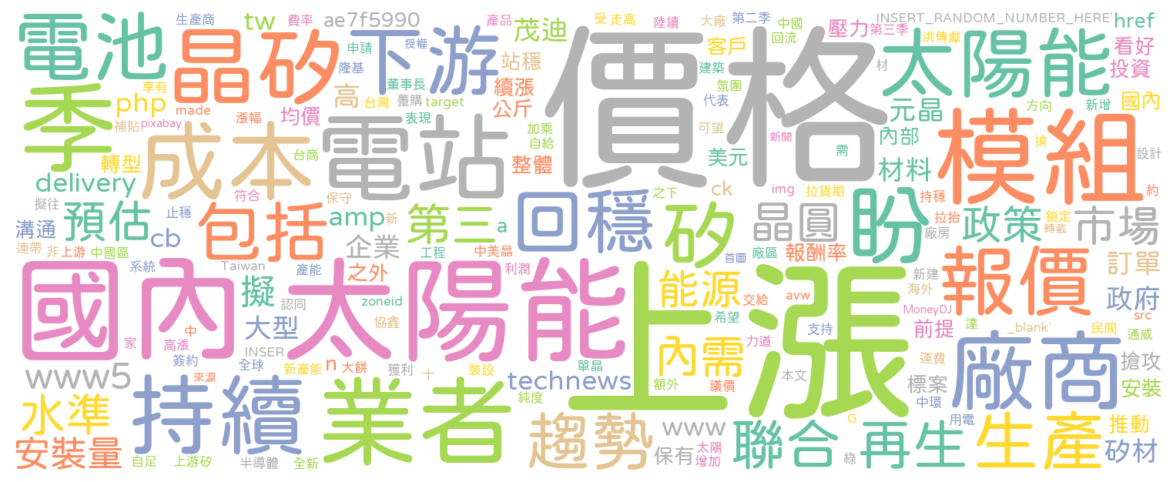 電池
tw
生產商
費率
ae7f5990
產品
茂迪
受
走高
陸續
大廠
第二季
中國
回流
壓力
INSERT_RANDOM_NUMBER_HERE'
第三季
href
晶矽
下游
申請
授權
隆基
站穩
價格
客戶
建築
氛圍
代表
洪傳獻
材
太陽能
看好
投資
季
php
享有
made
補貼
pixabay
漲幅
均價
高
台灣
董事長
蕭購
target
表現
續漲
公斤
加乘
自給
可望
新聞
需
元晶
方向
新增
國內
內部
搶
設計
轉型
成本
台商
電站
整體
美元
材料
模組
delivery
擬往
符合
保守
之下
ck
img
拉貨期
持穩
約
溝通
預估
止穩
包括
amp
新
第三
a
回穩
矽
晶圓
盼
拉抬
廠房
政策
鎖定
轉載
市場
連帶
非
上游
中國區
cb
企業
工程
中美晶
首圖
廠區
報酬率
國內太陽能
系統
Taiwan
擬
產能
之外
zoneid
利潤
上漲
能源
交給
avw
希望
新建
海外
報價
訂單
MoneyDJ
政府
src
家
中
高漲
大型
認同
協鑫
前提
達
_blank'
民間
通威
簽約
INSER
新產能
n
大餅
獲利
單晶
內需
力道
支持
運費
廠商
搶攻
www5
來源
全球
十
裝設
technews
純度
額外
議價
本文
標案
中環
安裝
水準
持續
業者
趨勢
www
保有
太陽
增加
聯合
G
綠
再生
用電
生產
推動
矽材
安裝量
自足
上游矽
半導體
全新